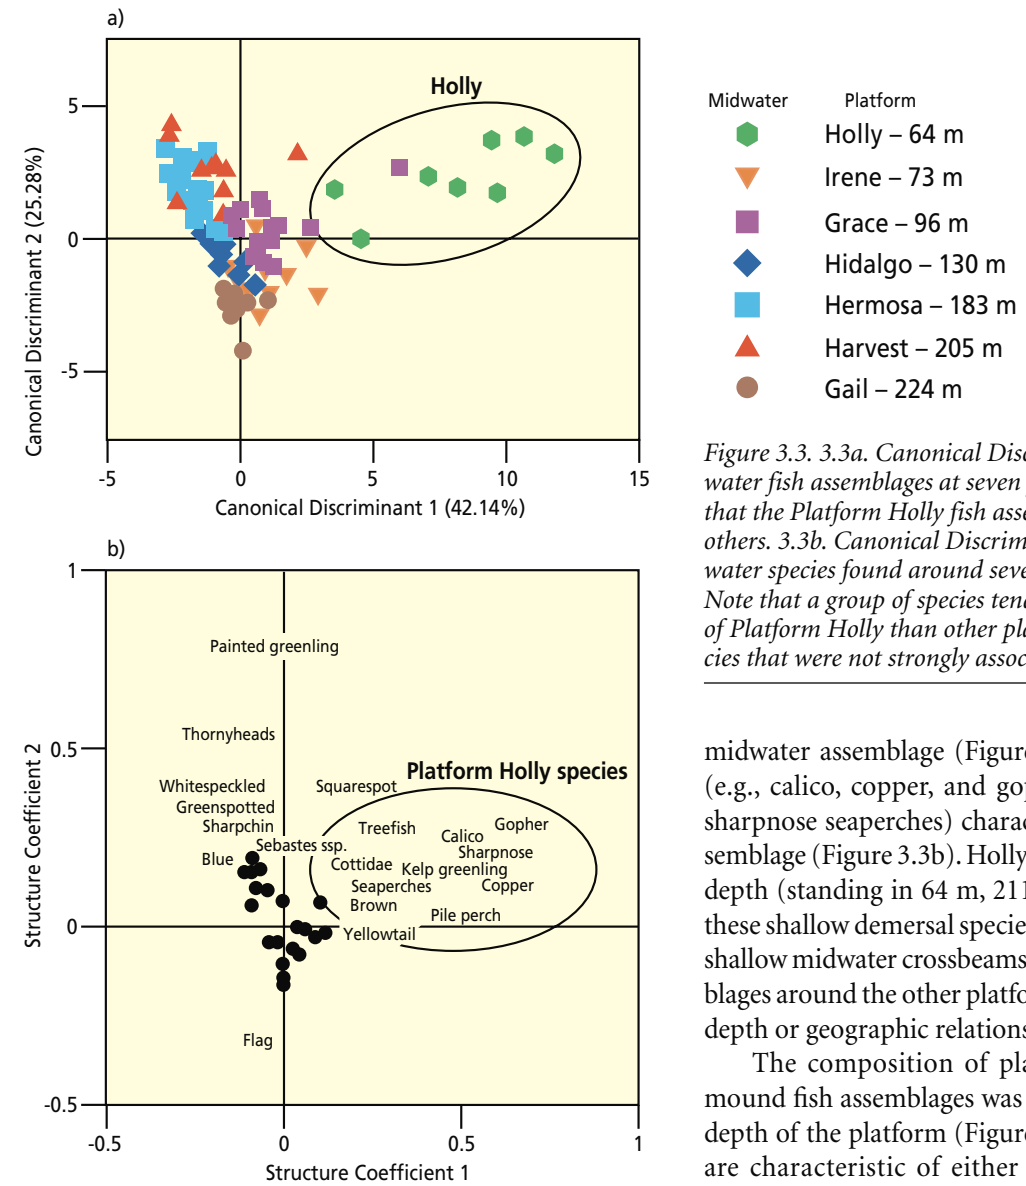 a)
Holly
5
0
-5
-5
0
5
10
15
Canonical Discriminant 2 (25.28%)
Canonical Discriminant 1 (42.14%)
Midwater Platform
Holly – 64 m
Irene – 73 m
Grace – 96 m
Hidalgo – 130 m
Hermosa – 183 m
Harvest – 205 m
Gail – 224 m
Figure 3.3. 3.3a. Canonical Disc
water fish assemblages at seven
that the Platform Holly fish asse
others. 3.3b. Canonical Discrim
water species found around seve
Note that a group of species tend
of Platform Holly than other pla
cies that were not strongly assoc
b)
1
0.5
0
-0.5
-0.5
0
0.5
1
Structure Coefficient 2
Structure Coefficient 1
Painted greenling
Thornyheads
Platform Holly species
Whitespeckled
Squarespot
Greenspotted
Sharpchin
Treefish
Gopher
Calico
Sebastes ssp.
Sharpnose
Blue
Cottidae
Kelp greenling
Seaperches
Copper
Brown
Pile perch
Yellowtail
Flag
midwater assemblage (Figure
(e.g., calico, copper, and gop
sharpnose seaperches) charac
semblage (Figure 3.3b). Holly
depth (standing in 64 m, 211
these shallow demersal specie
shallow midwater crossbeams
blages around the other platfo
depth or geographic relations
The composition of pla
mound fish assemblages was
depth of the platform (Figure
are characteristic of either